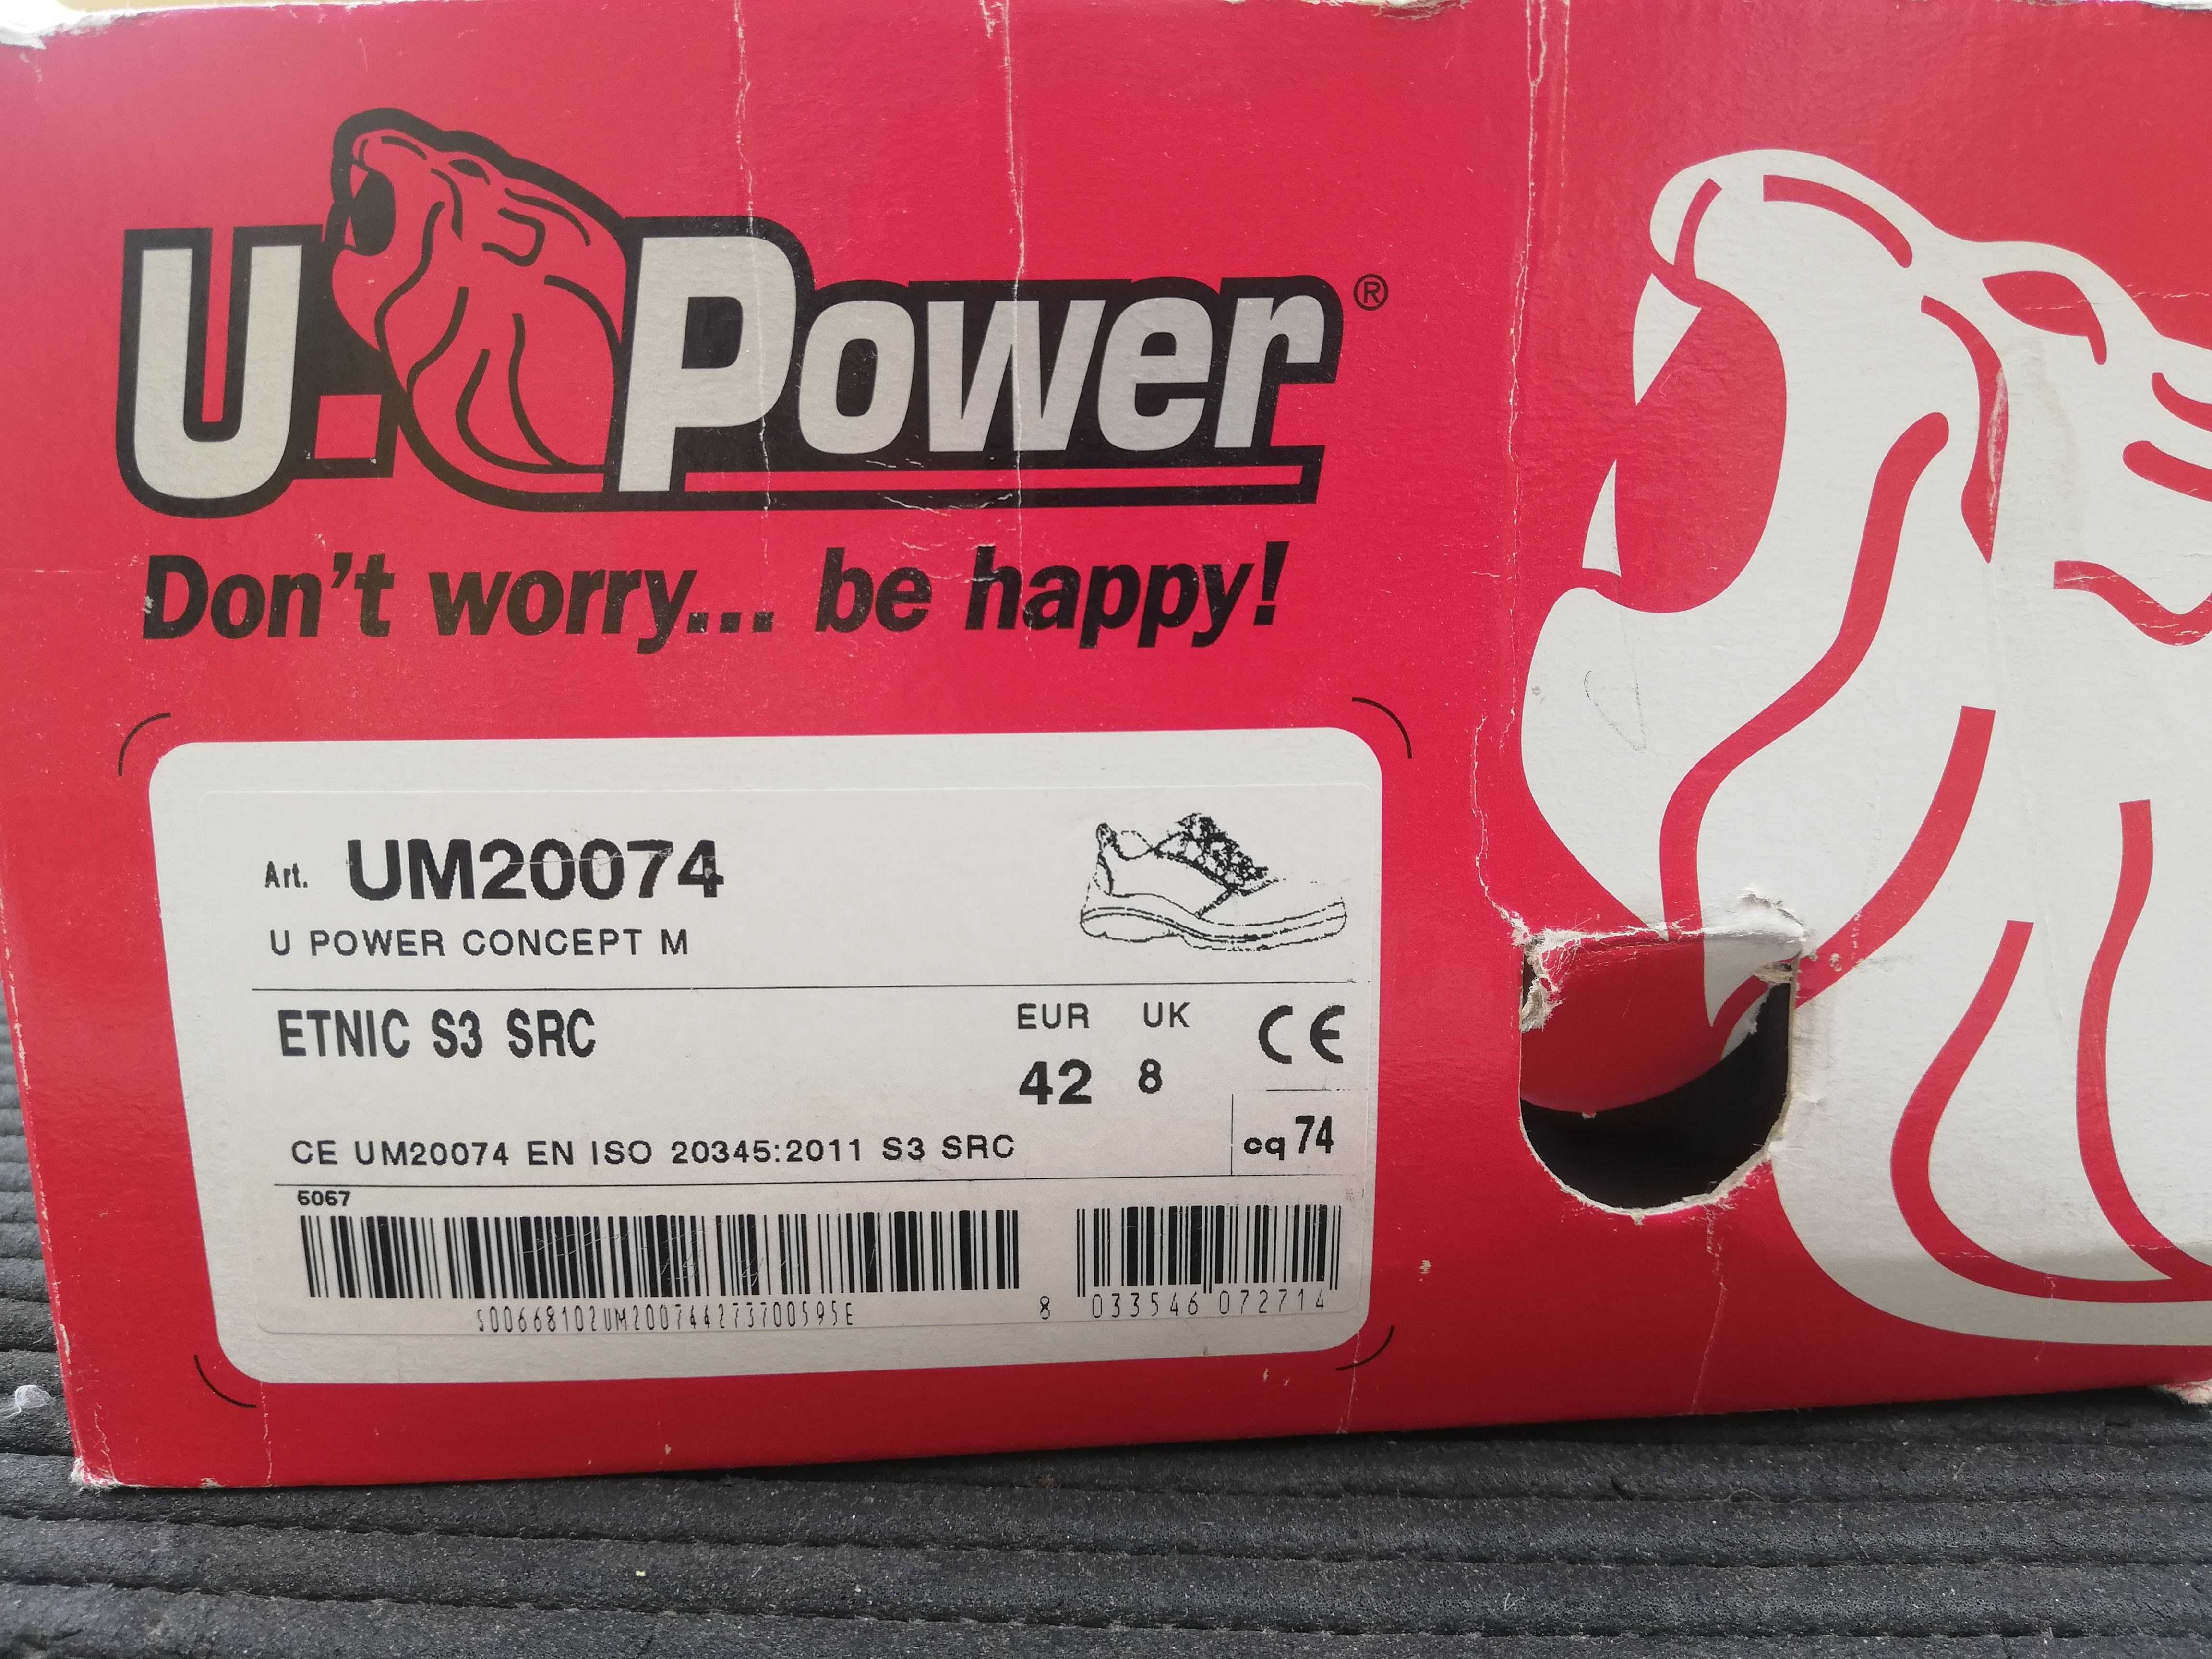 U.Power®
Don't worry... be happy!
Art. UM20074
U POWER CONCEPT M
ETNIC S3 SRC
EUR UK
42 8
CE
CE UM20074 EN ISO 20345:2011 S3 SRC
cq 74
6067
S00668102UM200744273700595E
8 033546 072714